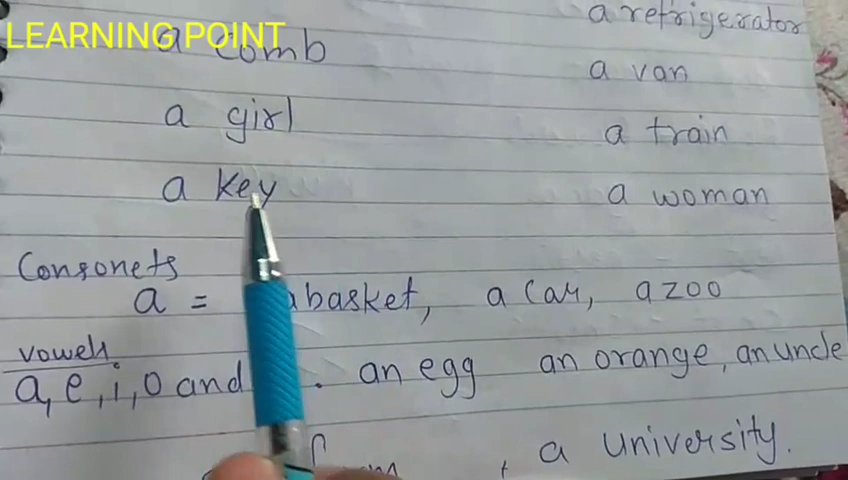 LEARNING POINT
a refrigerator
a comb
a van
a girl
a train
a key
a woman
Consonets
a = a basket, a car, a zoo
vowels
a, e, i, o and . an egg an orange, an uncle
, a university.